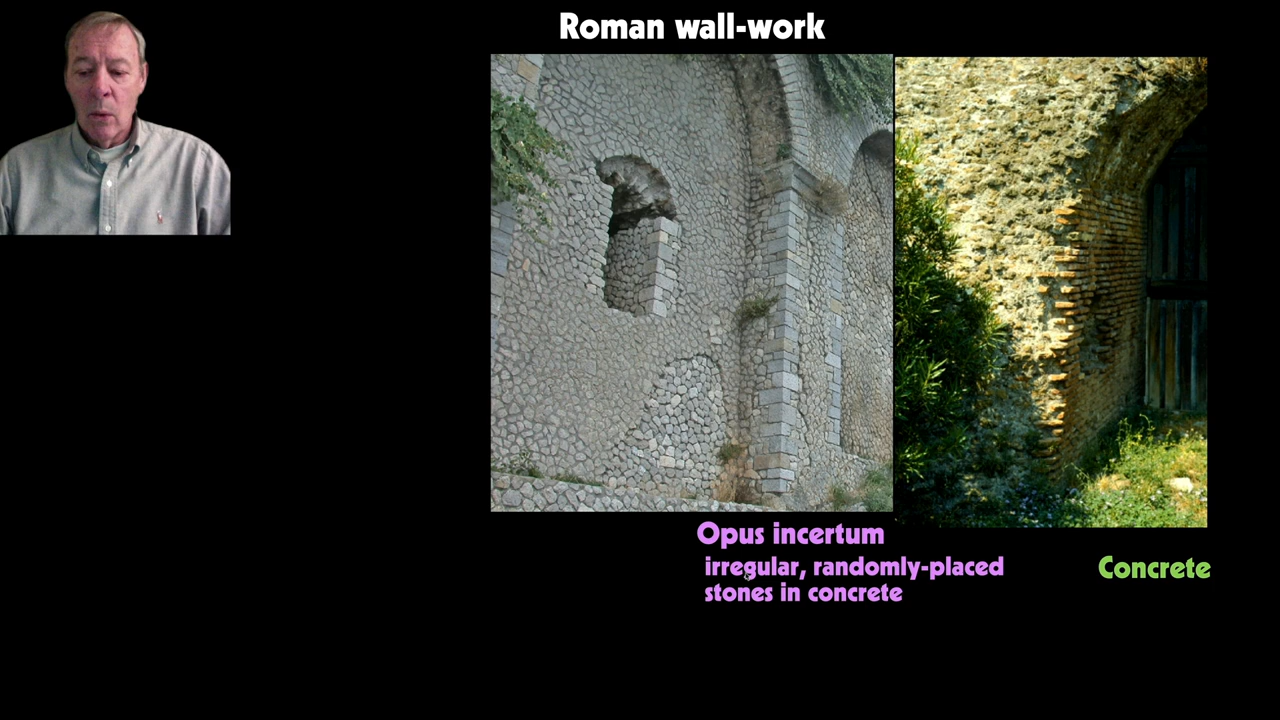 Roman wall-work
Opus incertum
irregular, randomly-placed
stones in concrete
Concrete